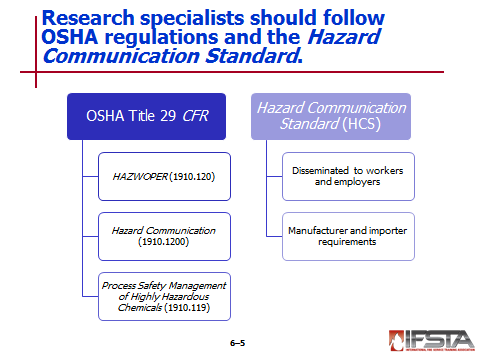 Research specialists should follow
OSHA regulations and the Hazard
Communication Standard.
OSHA Title 29 CFR
HAZWOPER (1910.120)
Hazard Communication
(1910.1200)
Process Safety Management
of Highly Hazardous
Chemicals (1910.119)
Hazard Communication
Standard (HCS)
Disseminated to workers
and employers
Manufacturer and importer
requirements
6–5
IFSTA
INTERNATIONAL FIRE SERVICE TRAINING ASSOCIATION